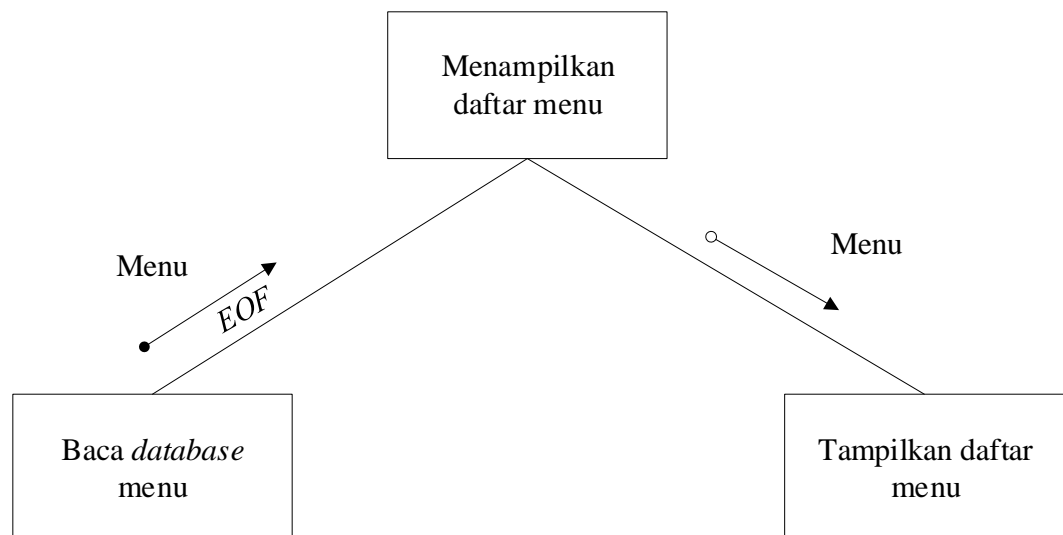 Menampilkan
daftar menu
Menu
EOF
Menu
Baca database
menu
Tampilkan daftar
menu